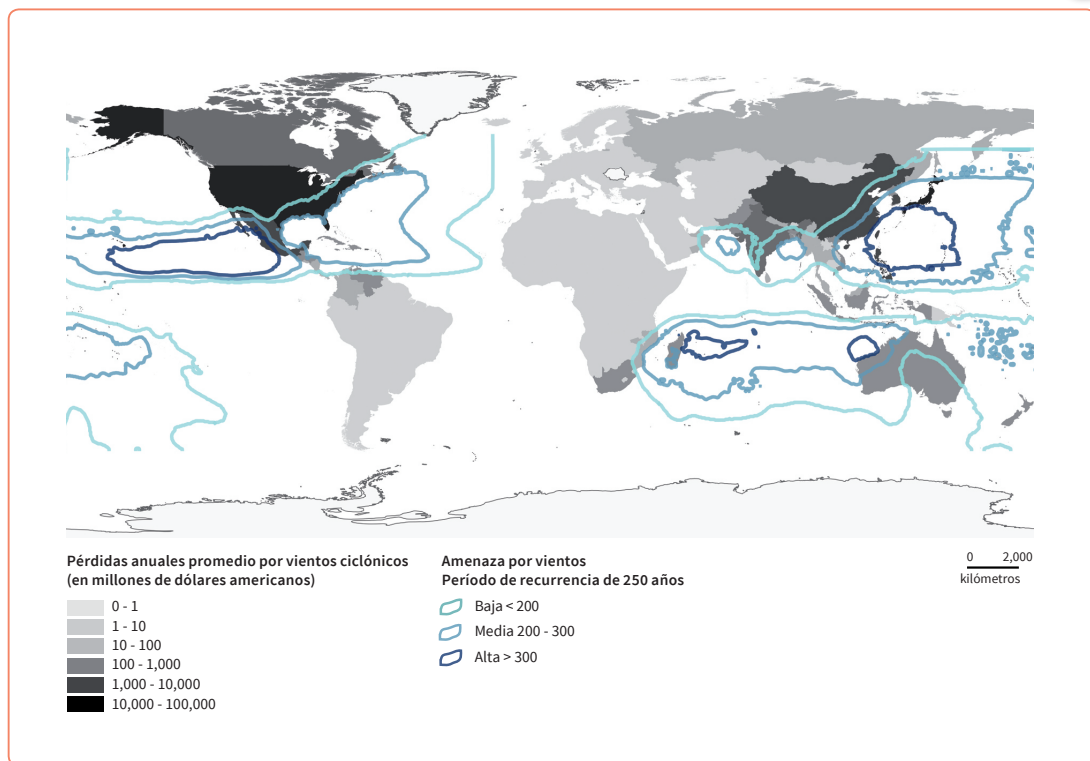 Pérdidas anuales promedio por vientos ciclónicos
(en millones de dólares americanos)
0 - 1
1 - 10
10 - 100
100 - 1,000
1,000 - 10,000
10,000 - 100,000
Amenaza por vientos
Período de recurrencia de 250 años
Baja < 200
Media 200 - 300
Alta > 300
0 2,000
kilómetros